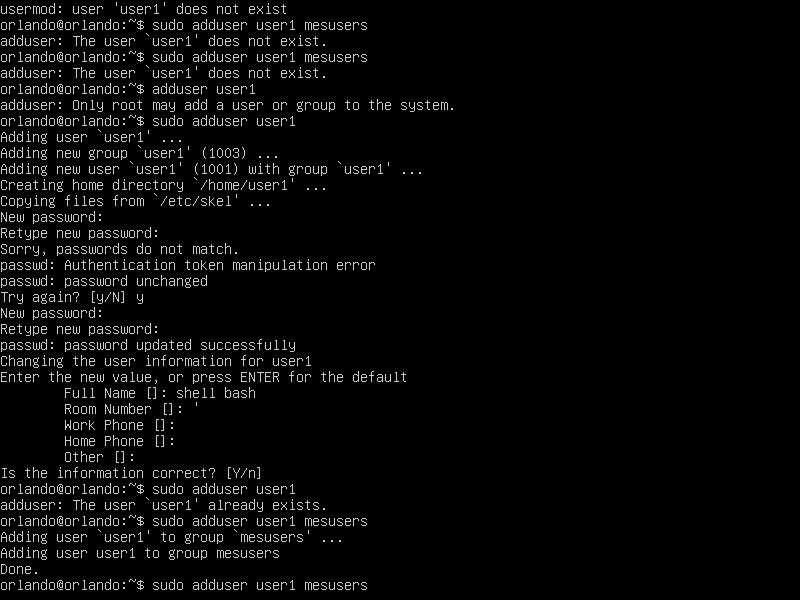 usermod: user 'user1' does not exist
orlando@orlando:~$ sudo adduser user1 mesusers
adduser: The user `user1' does not exist.
orlando@orlando:~$ sudo adduser user1 mesusers
adduser: The user `user1' does not exist.
orlando@orlando:~$ adduser user1
adduser: Only root may add a user or group to the system.
orlando@orlando:~$ sudo adduser user1
Adding user `user1' ...
Adding new group `user1' (1003) ...
Adding new user `user1' (1001) with group `user1' ...
Creating home directory `/home/user1' ...
Copying files from `/etc/skel' ...
New password:
Retype new password:
Sorry, passwords do not match.
passwd: Authentication token manipulation error
passwd: password unchanged
Try again? [y/N] y
New password:
Retype new password:
passwd: password updated successfully
Changing the user information for user1
Enter the new value, or press ENTER for the default
        Full Name []: shell bash
        Room Number []: '
        Work Phone []:
        Home Phone []:
        Other []:
Is the information correct? [Y/n]
orlando@orlando:~$ sudo adduser user1
adduser: The user `user1' already exists.
orlando@orlando:~$ sudo adduser user1 mesusers
Adding user `user1' to group `mesusers' ...
Adding user user1 to group mesusers
Done.
orlando@orlando:~$ sudo adduser user1 mesusers